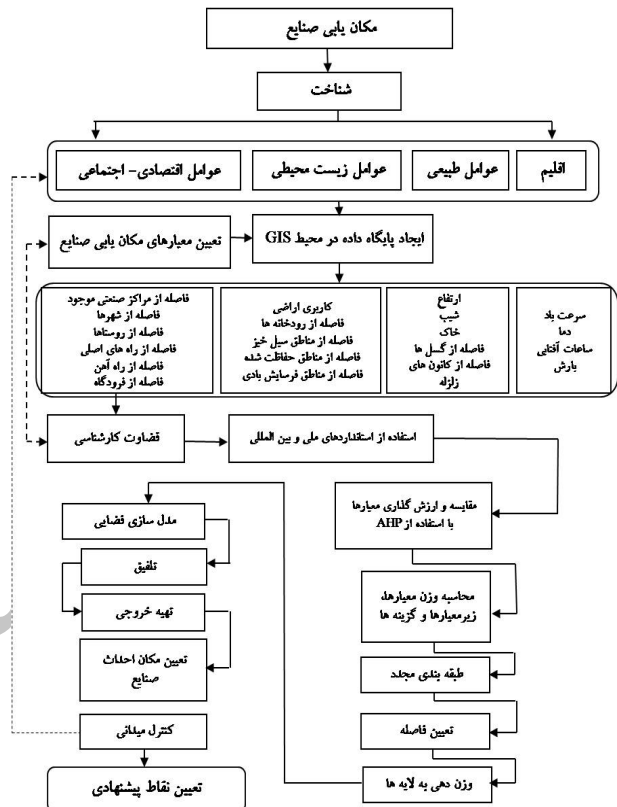 مکان یابی صنایع
شناخت
اقلیم
عوامل طبیعی
عوامل زیست محیطی
عوامل اقتصادی- اجتماعی
تعیین معیارهای مکان یابی صنایع
ایجاد پایگاه داده در محیط GIS
سرعت باد
دما
ساعات آفتابی
بارش
ارتفاع
شیب
خاک
فاصله از گسل ها
فاصله از کانون های
زلزله
کاربری اراضی
فاصله از رودخانه ها
فاصله از مناطق سیل خیز
فاصله از مناطق حفاظت شده
فاصله از مناطق فرسایش بادی
فاصله از مراکز صنعتی موجود
فاصله از شهرها
فاصله از روستاها
فاصله از راه های اصلی
فاصله از راه آهن
فاصله از فرودگاه
قضاوت کارشناسی
استفاده از استانداردهای ملی و بین المللی
مقایسه و ارزش گذاری معیارها
با استفاده از AHP
محاسبه وزن معیارها،
زیرمعیارها و گزینه ها
طبقه بندی مجدد
تعیین فاصله
وزن دهی به لایه ها
مدل سازی فضایی
تلفیق
تهیه خروجی
تعیین مکان احداث
صنایع
کنترل میدانی
تعیین نقاط پیشنهادی